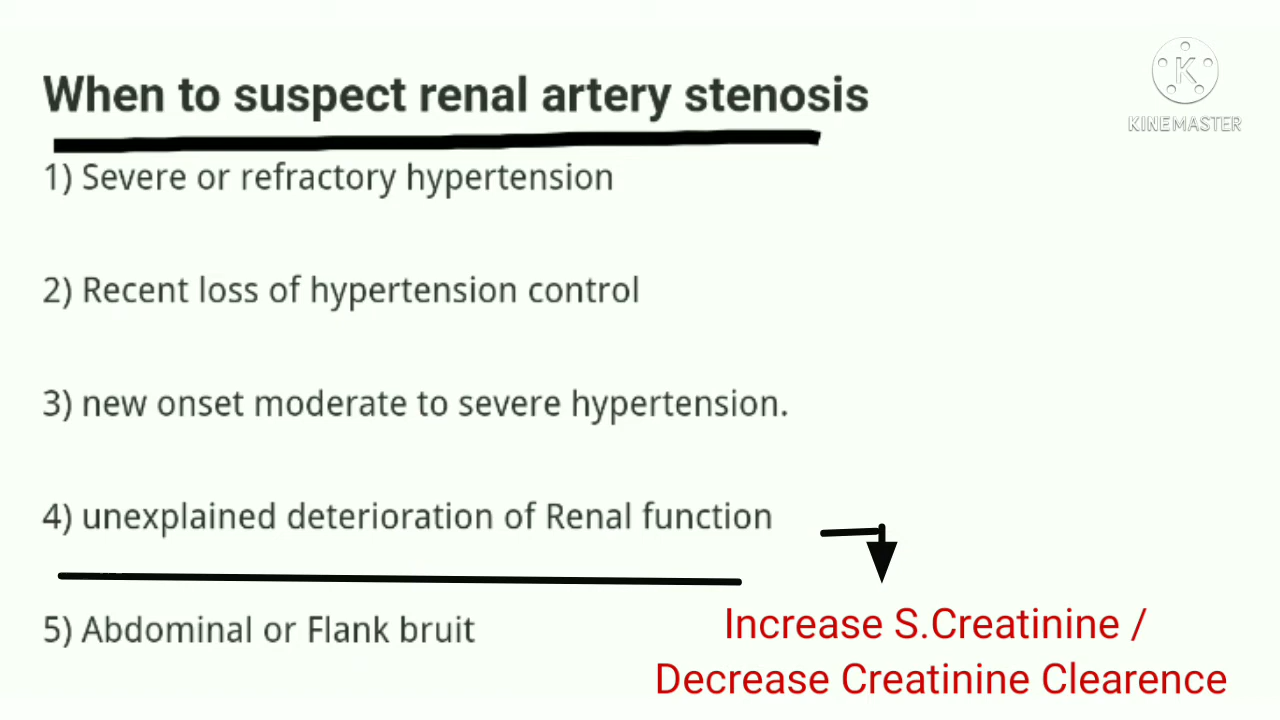 When to suspect renal artery stenosis
K
KINEMASTER
1) Severe or refractory hypertension
2) Recent loss of hypertension control
3) new onset moderate to severe hypertension.
4) unexplained deterioration of Renal function
5) Abdominal or Flank bruit
Increase S.Creatinine /
Decrease Creatinine Clearence